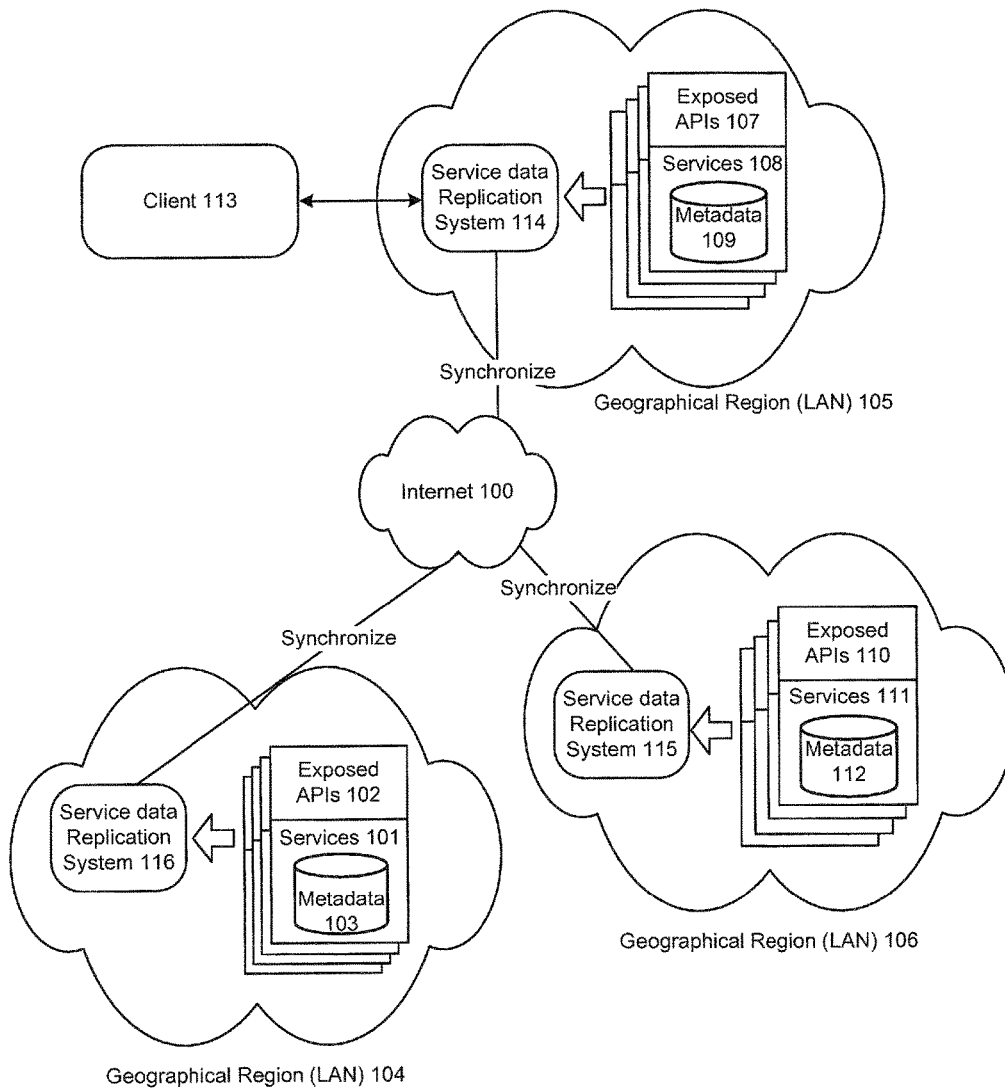 Exposed
APIs 107
Services 108
Metadata
109
Service data
Replication
System 114
Client 113
Synchronize
Geographical Region (LAN) 105
Internet 100
Synchronize
Synchronize
Exposed
APIs 110
Services 111
Metadata
112
Service data
Replication
System 115
Geographical Region (LAN) 106
Exposed
APIs 102
Services 101
Metadata
103
Service data
Replication
System 116
Geographical Region (LAN) 104